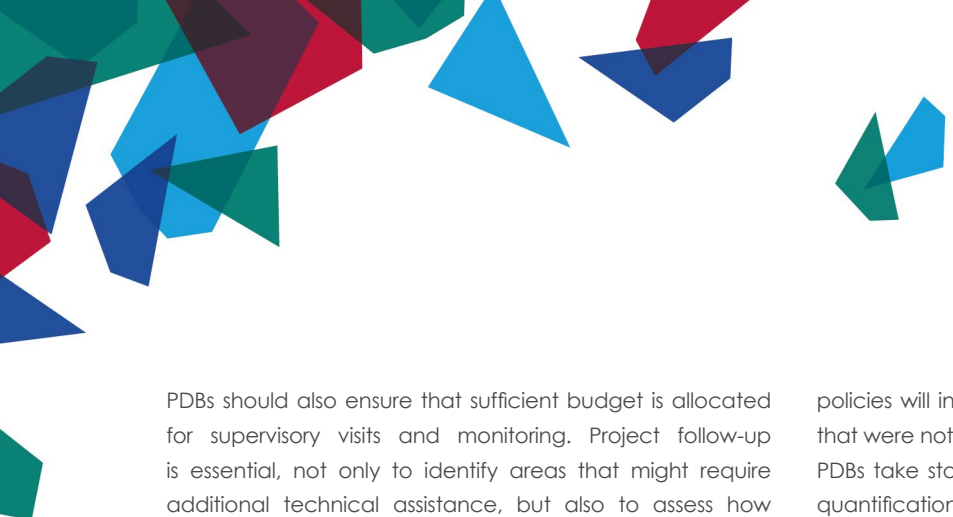 PDBs should also ensure that sufficient budget is allocated
for supervisory visits and monitoring. Project follow-up
is essential, not only to identify areas that might require
additional technical assistance, but also to assess how
policies will
that were not
PDBs take
quantification